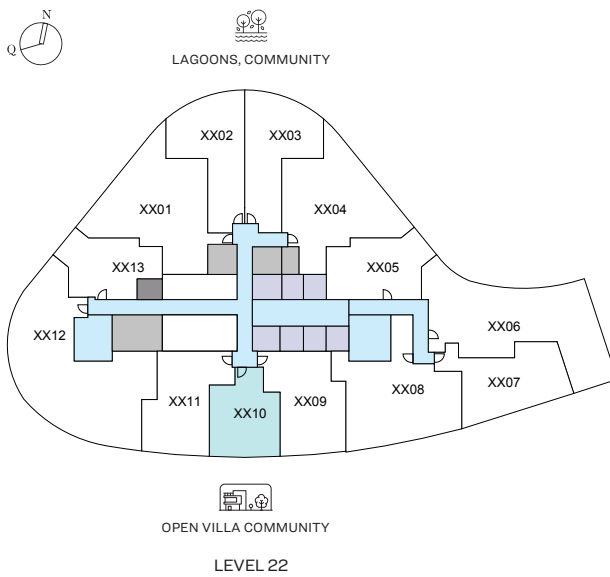 N
Q
LAGOONS, COMMUNITY
XX02
XX03
XX01
XX04
XX13
XX05
XX12
XX06
XX11
XX10
XX09
XX08
XX07
OPEN VILLA COMMUNITY
LEVEL 22